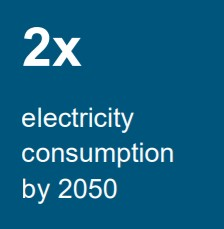 2x
electricity
consumption
by 2050